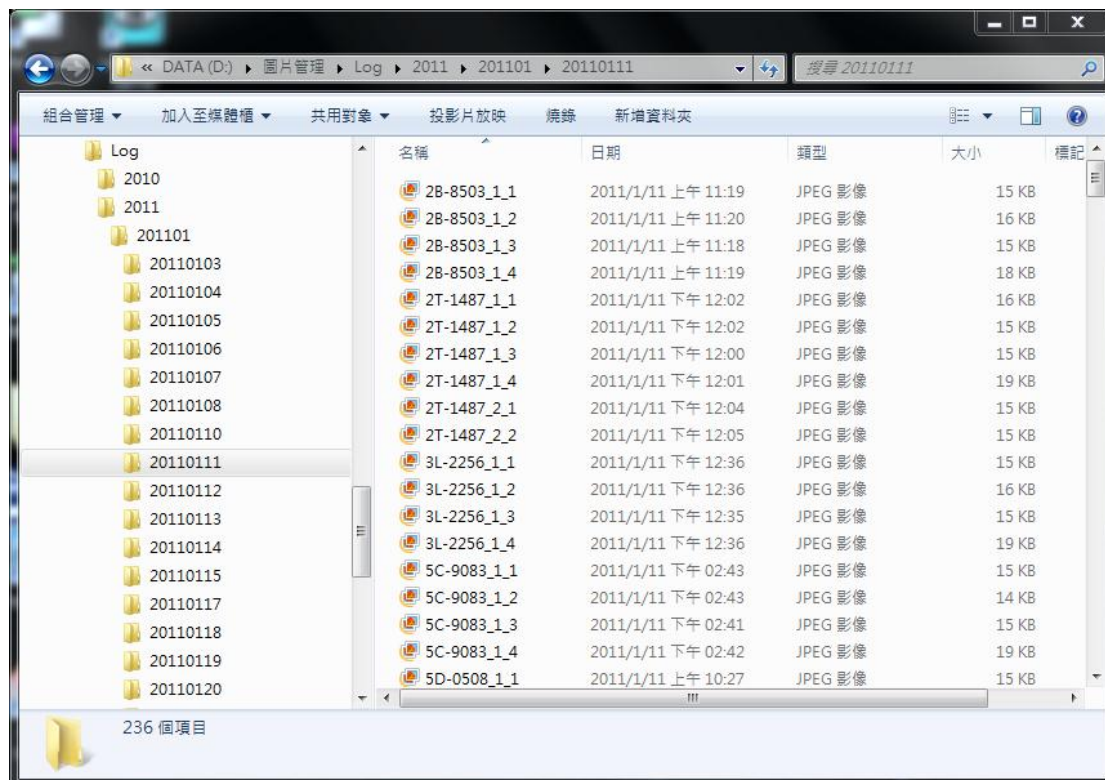 « DATA (D:) ▸ 圖片管理 ▸ Log ▸ 2011 ▸ 201101 ▸ 20110111 搜尋 20110111
組合管理 加入至媒體櫃 共用對象 投影片放映 燒錄 新增資料夾
Log
2010
2011
201101
20110103
20110104
20110105
20110106
20110107
20110108
20110110
20110111
20110112
20110113
20110114
20110115
20110117
20110118
20110119
20110120
名稱 日期 類型 大小 標記
2B-8503_1_1 2011/1/11 上午 11:19 JPEG 影像 15 KB
2B-8503_1_2 2011/1/11 上午 11:20 JPEG 影像 16 KB
2B-8503_1_3 2011/1/11 上午 11:18 JPEG 影像 15 KB
2B-8503_1_4 2011/1/11 上午 11:19 JPEG 影像 18 KB
2T-1487_1_1 2011/1/11 下午 12:02 JPEG 影像 16 KB
2T-1487_1_2 2011/1/11 下午 12:02 JPEG 影像 15 KB
2T-1487_1_3 2011/1/11 下午 12:00 JPEG 影像 15 KB
2T-1487_1_4 2011/1/11 下午 12:01 JPEG 影像 19 KB
2T-1487_2_1 2011/1/11 下午 12:04 JPEG 影像 15 KB
2T-1487_2_2 2011/1/11 下午 12:05 JPEG 影像 15 KB
3L-2256_1_1 2011/1/11 下午 12:36 JPEG 影像 15 KB
3L-2256_1_2 2011/1/11 下午 12:36 JPEG 影像 16 KB
3L-2256_1_3 2011/1/11 下午 12:35 JPEG 影像 15 KB
3L-2256_1_4 2011/1/11 下午 12:36 JPEG 影像 19 KB
5C-9083_1_1 2011/1/11 下午 02:43 JPEG 影像 15 KB
5C-9083_1_2 2011/1/11 下午 02:43 JPEG 影像 14 KB
5C-9083_1_3 2011/1/11 下午 02:41 JPEG 影像 15 KB
5C-9083_1_4 2011/1/11 下午 02:42 JPEG 影像 19 KB
5D-0508_1_1 2011/1/11 上午 10:27 JPEG 影像 15 KB
236 個項目